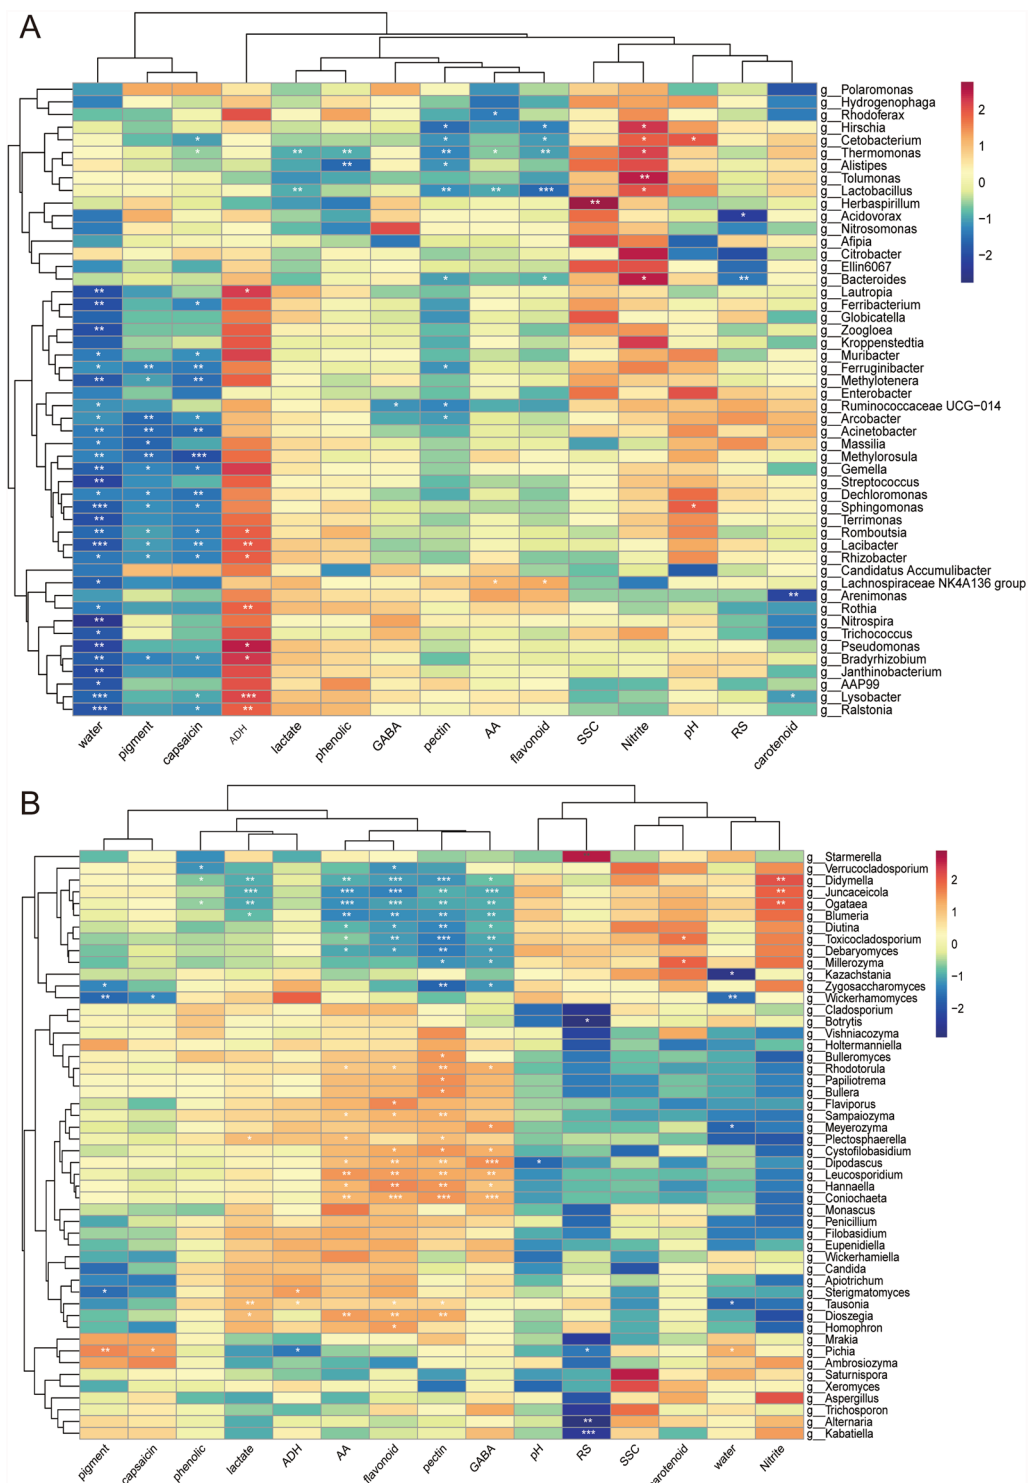 A
g__Polaromonas
g__Hydrogenophaga
g__Rhodoferax
g__Hirschia
g__Cetobacterium
g__Thermomonas
g__Alistipes
g__Tolumonas
g__Lactobacillus
g__Herbaspirillum
g__Acidovorax
g__Nitrosomonas
g__Afipia
g__Citrobacter
g__Ellin6067
g__Bacteroides
g__Lautropia
g__Ferribacterium
g__Globicatella
g__Zoogloea
g__Kroppenstedtia
g__Muribacter
g__Ferruginibacter
g__Methylotenera
g__Enterobacter
g__Ruminococcaceae UCG-014
g__Arcobacter
g__Acinetobacter
g__Massilia
g__Methylorosula
g__Gemella
g__Streptococcus
g__Dechloromonas
g__Sphingomonas
g__Terrimonas
g__Romboutsia
g__Lacibacter
g__Rhizobacter
g__Candidatus Accumulibacter
g__Lachnospiraceae NK4A136 group
g__Arenimonas
g__Rothia
g__Nitrospira
g__Trichococcus
g__Pseudomonas
g__Bradyrhizobium
g__Janthinobacterium
g__AAP99
g__Lysobacter
g__Ralstonia
2
1
0
−1
−2
water pigment capsaicin ADH lactate phenolic GABA pectin AA flavonoid SSC Nitrite pH RS carotenoid
B
g__Starmerella
g__Verrucocladosporium
g__Didymella
g__Juncaceicola
g__Ogataea
g__Blumeria
g__Diutina
g__Toxicocladosporium
g__Debaryomyces
g__Millerozyma
g__Kazachstania
g__Zygosaccharomyces
g__Wickerhamomyces
g__Cladosporium
g__Botrytis
g__Vishniacozyma
g__Holtermanniella
g__Bulleromyces
g__Rhodotorula
g__Papiliotrema
g__Bullera
g__Flaviporus
g__Sampaiozyma
g__Meyerozyma
g__Plectosphaerella
g__Cystofilobasidium
g__Dipodascus
g__Leucosporidium
g__Hannaella
g__Coniochaeta
g__Monascus
g__Penicillium
g__Filobasidium
g__Eupenidiella
g__Wickerhamiella
g__Candida
g__Apiotrichum
g__Sterigmatomyces
g__Tausonia
g__Dioszegia
g__Homophron
g__Mrakia
g__Pichia
g__Ambrosiozyma
g__Saturnispora
g__Xeromyces
g__Aspergillus
g__Trichosporon
g__Alternaria
g__Kabatiella
2
1
0
−1
−2
pigment capsaicin phenolic lactate ADH AA flavonoid pectin GABA pH RS SSC carotenoid water Nitrite